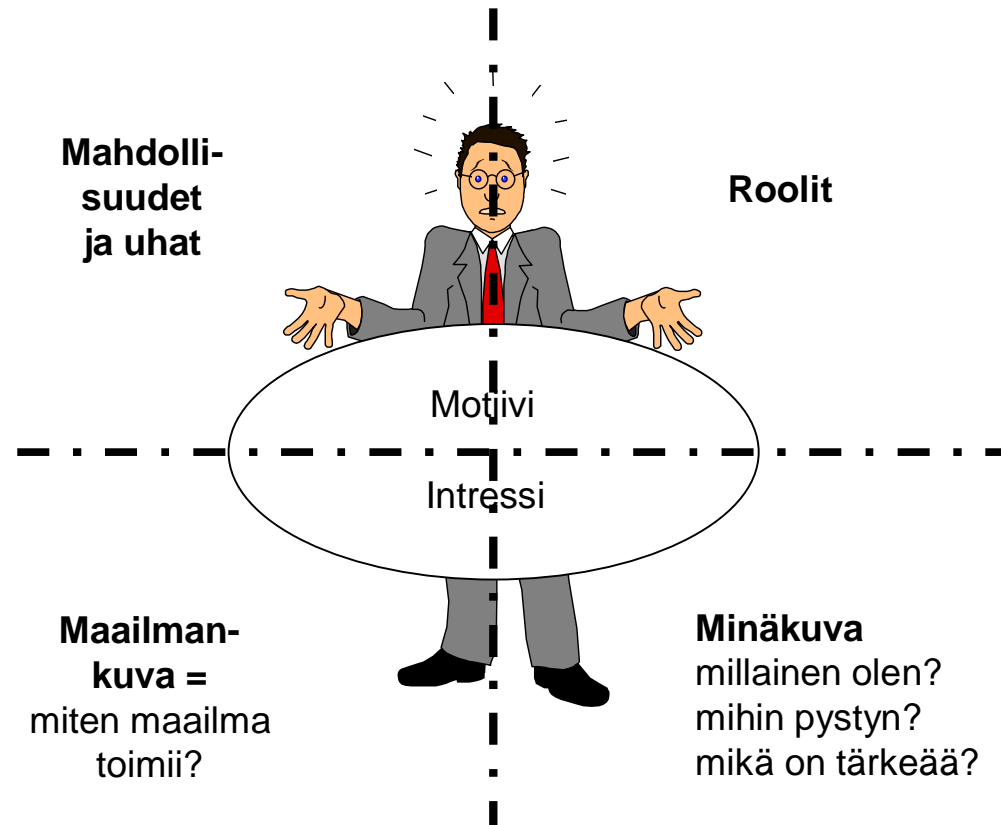 Mahdolli-
suudet
ja uhat
Roolit
Motiivi
Intressi
Maailman-
kuva =
miten maailma
toimii?
Minäkuva
millainen olen?
mihin pystyn?
mikä on tärkeää?